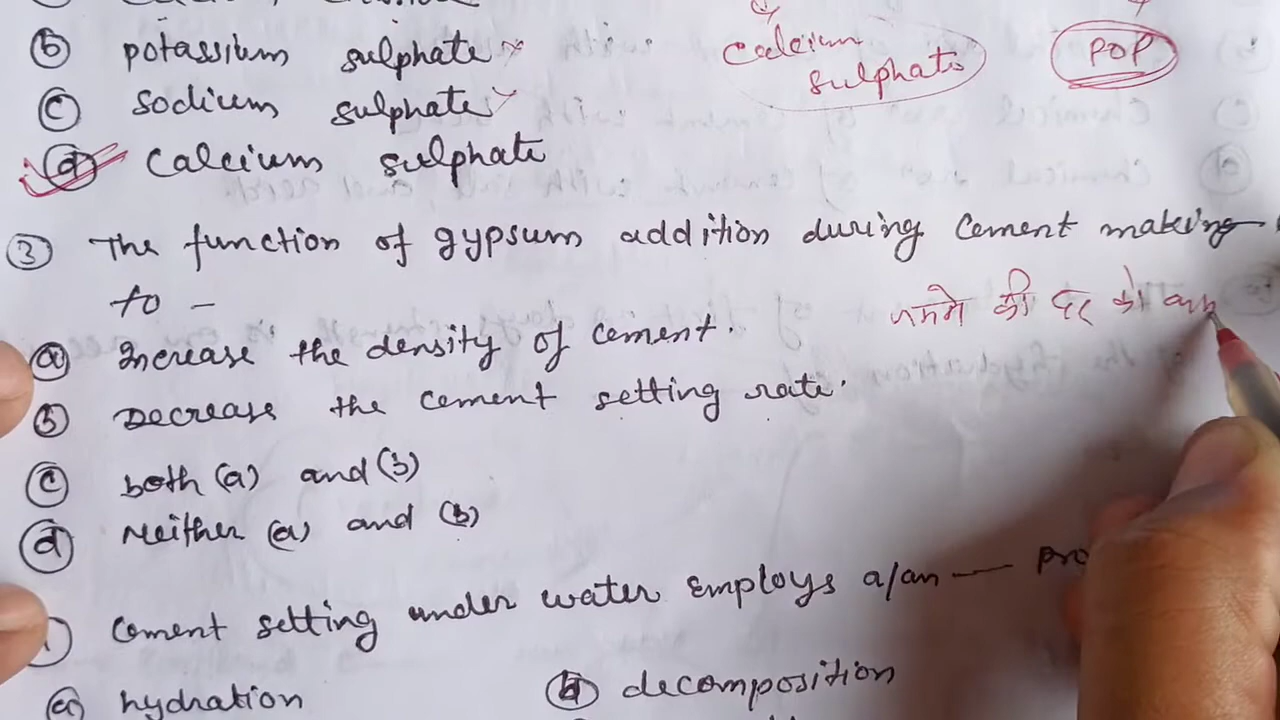 ⓑ potassium sulphate
ⓒ sodium sulphate
ⓓ Calcium sulphate
Calcium
sulphate
POP
③ The function of gypsum addition during cement making
to -
जमने की दर को कम
ⓐ Increase the density of cement.
ⓑ Decrease the cement setting rate.
ⓒ both (a) and (b)
ⓓ Neither (a) and (b)
cement setting under water employs a/an — pro
ⓐ hydration
decomposition